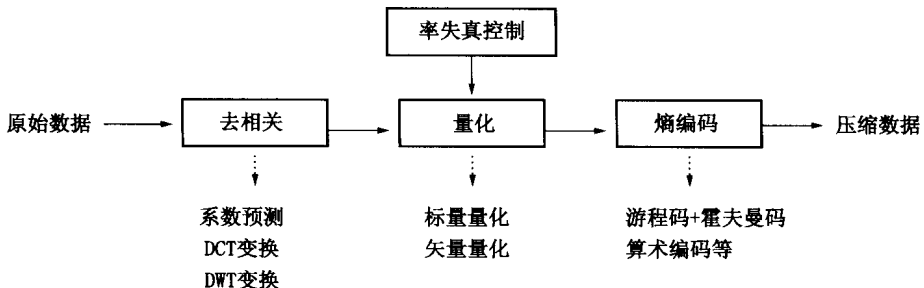 率失真控制
原始数据
去相关
量化
熵编码
压缩数据
系数预测
DCT变换
DWT变换
标量量化
矢量量化
游程码+霍夫曼码
算术编码等